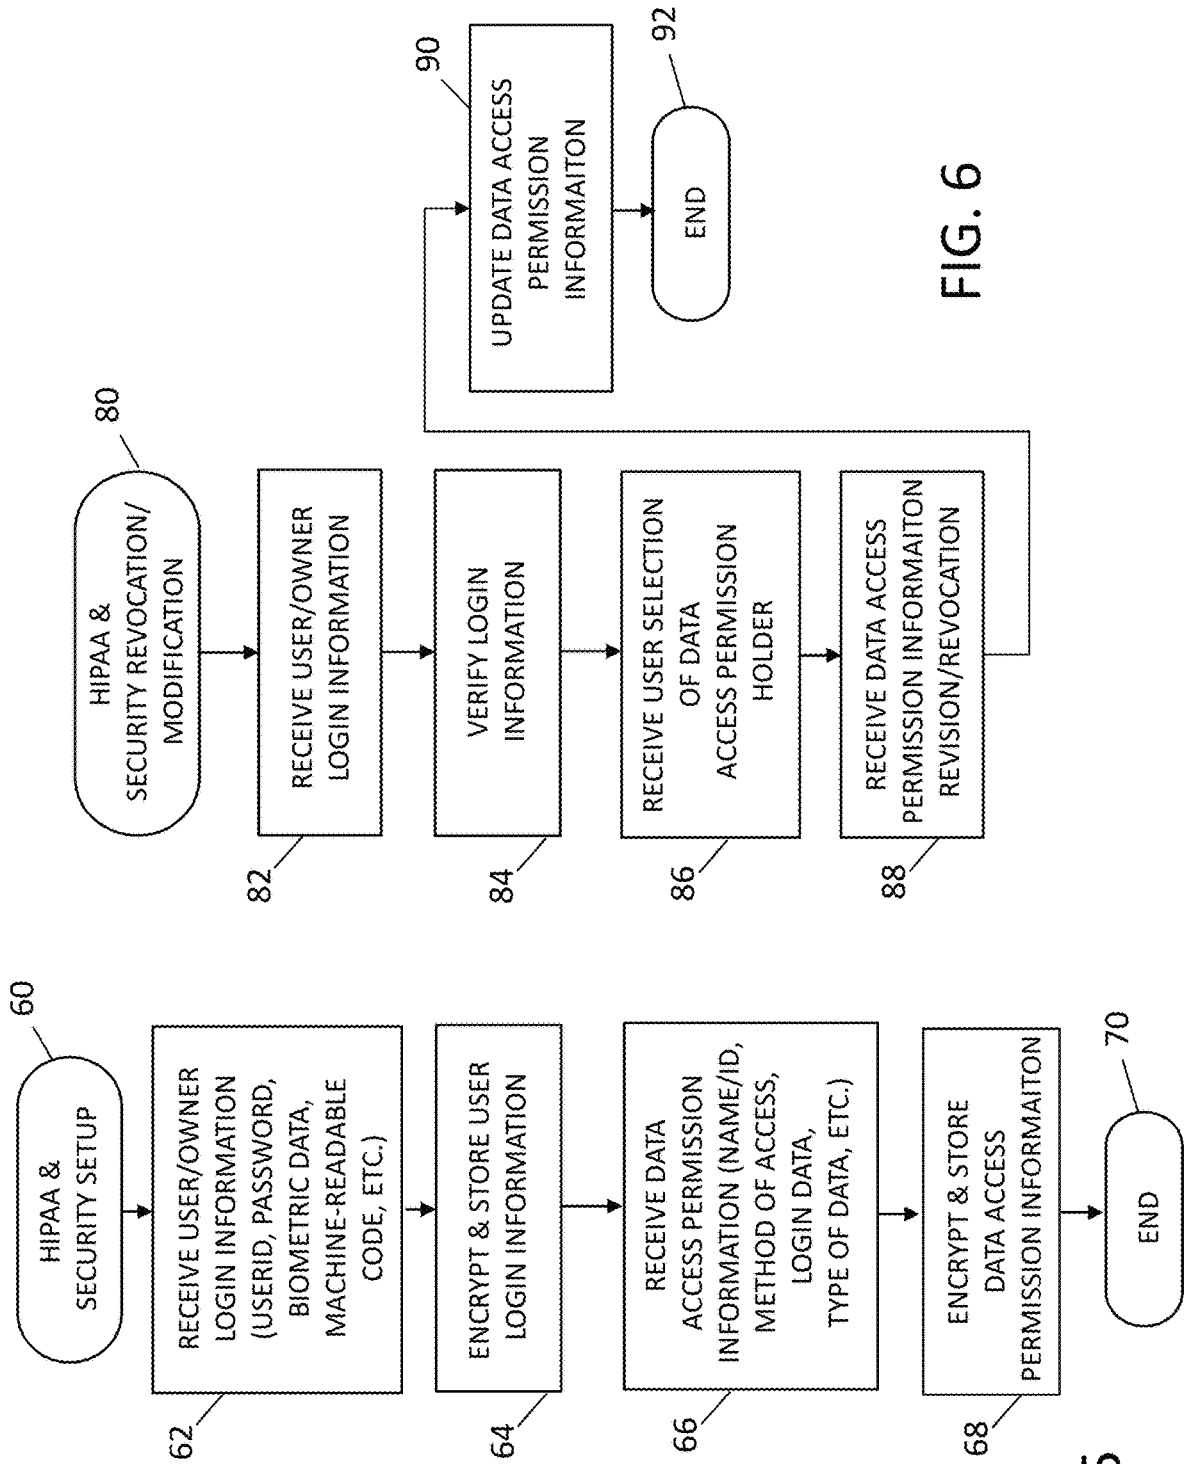 60
HIPAA &
SECURITY SETUP
62
RECEIVE USER/OWNER
LOGIN INFORMATION
(USERID, PASSWORD,
BIOMETRIC DATA,
MACHINE-READABLE
CODE, ETC.)
64
ENCRYPT & STORE USER
LOGIN INFORMATION
66
RECEIVE DATA
ACCESS PERMISSION
INFORMATION (NAME/ID,
METHOD OF ACCESS,
LOGIN DATA,
TYPE OF DATA, ETC.)
68
ENCRYPT & STORE
DATA ACCESS
PERMISSION INFORMAITON
70
END
80
HIPAA &
SECURITY REVOCATION/
MODIFICATION
82
RECEIVE USER/OWNER
LOGIN INFORMATION
84
VERIFY LOGIN
INFORMATION
86
RECEIVE USER SELECTION
OF DATA
ACCESS PERMISSION
HOLDER
88
RECEIVE DATA ACCESS
PERMISSION INFORMAITON
REVISION/REVOCATION
90
UPDATE DATA ACCESS
PERMISSION
INFORMAITON
92
END
FIG. 6